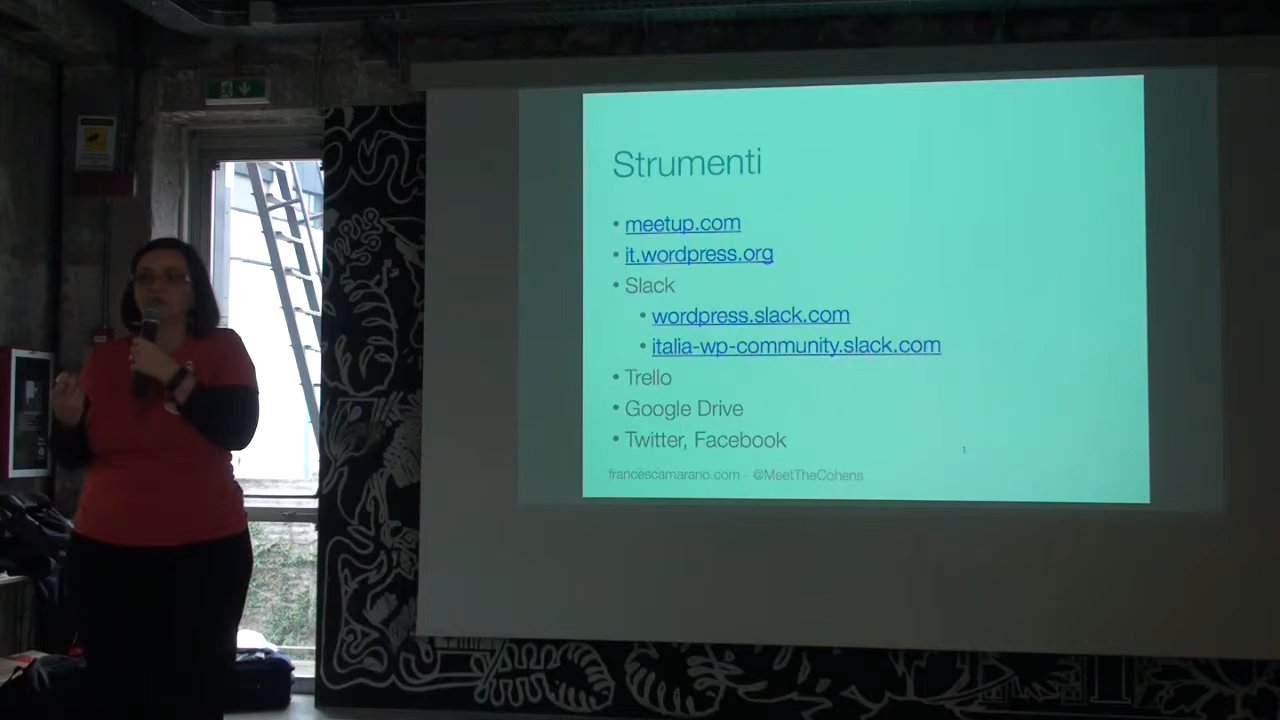 Strumenti
• meetup.com
• it.wordpress.org
• Slack
• wordpress.slack.com
• italia-wp-community.slack.com
• Trello
• Google Drive
• Twitter, Facebook
francescamarano.com - @MeetTheCohens
1